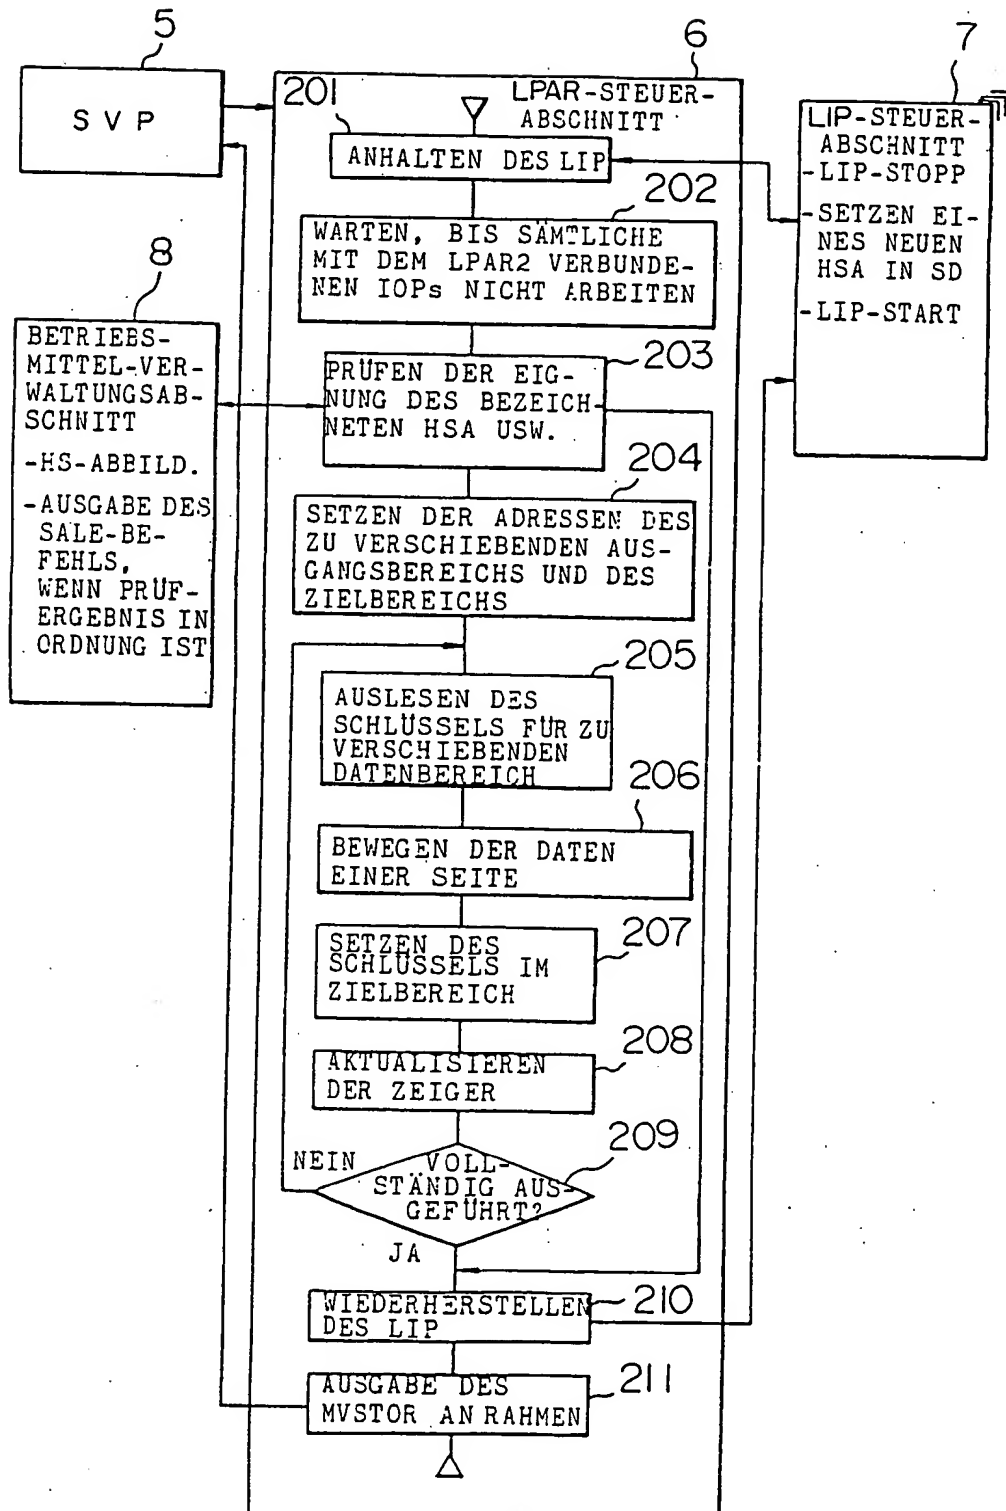 5
SVP
6
201
LPAR-STEUER-
ABSCHNITT
7
LIP-STEUER-
ABSCHNITT
-LIP-STOPP
-SETZEN EI-
NES NEUEN
HSA IN SD
-LIP-START
ANHALTEN DES LIP
202
WARTEN, BIS SÄMTLICHE
MIT DEM LPAR2 VERBUNDE-
NEN IOPs NICHT ARBEITEN
8
BETRIEBS-
MITTEL-VER-
WALTUNGSAB-
SCHNITT
-HS-ABBILD.
-AUSGABE DES
SALE-BE-
FEHLS,
WENN PRÜF-
ERGEBNIS IN
ORDNUNG IST
203
PRÜFEN DER EIG-
NUNG DES BEZEICH-
NETEN HSA USW.
204
SETZEN DER ADRESSEN DES
ZU VERSCHIEBENDEN AUS-
GANGSBEREICHS UND DES
ZIELBEREICHS
205
AUSLESEN DES
SCHLÜSSELS FÜR ZU
VERSCHIEBENDEN
DATENBEREICH
206
BEWEGEN DER DATEN
EINER SEITE
207
SETZEN DES
SCHLÜSSELS IM
ZIELBEREICH
208
AKTUALISIEREN
DER ZEIGER
209
NEIN
VOLL-
STÄNDIG AUS-
GEFÜHRT?
JA
210
WIEDERHERSTELLEN
DES LIP
211
AUSGABE DES
MVSTOR AN RAHMEN